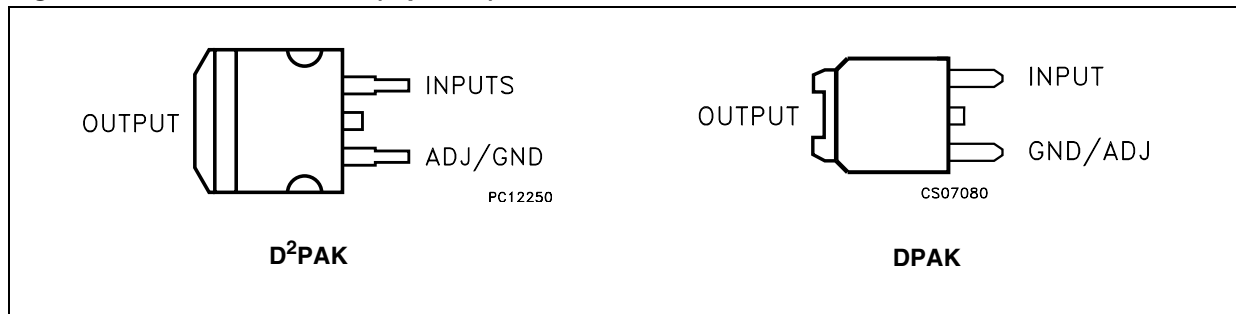 INPUTS
OUTPUT
ADJ/GND
PC12250
D²PAK
INPUT
OUTPUT
GND/ADJ
CS07080
DPAK